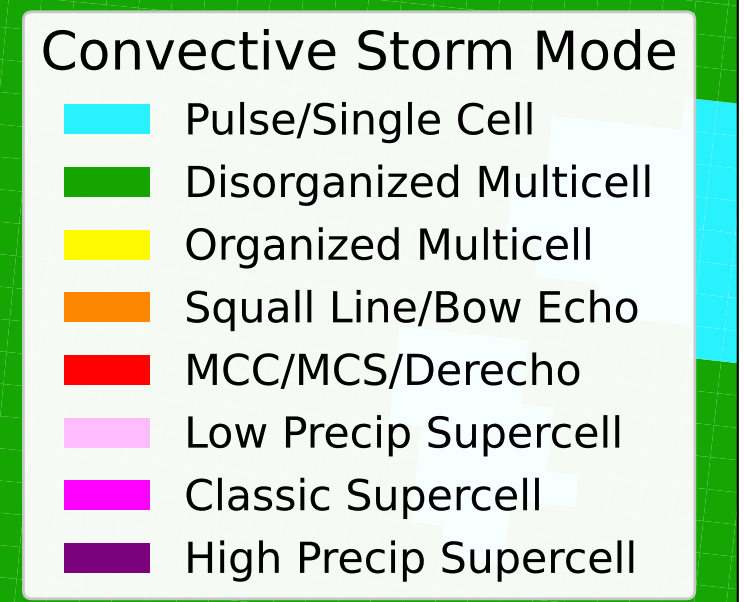 Convective Storm Mode
Pulse/Single Cell
Disorganized Multicell
Organized Multicell
Squall Line/Bow Echo
MCC/MCS/Derecho
Low Precip Supercell
Classic Supercell
High Precip Supercell